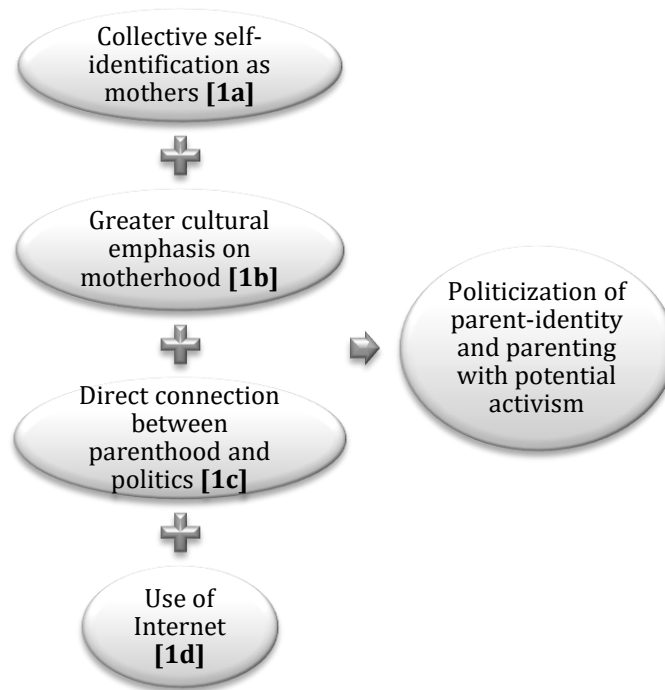 Collective self-
identification as
mothers [1a]
Greater cultural
emphasis on
motherhood [1b]
Direct connection
between
parenthood and
politics [1c]
Use of
Internet
[1d]
Politicization of
parent-identity
and parenting
with potential
activism